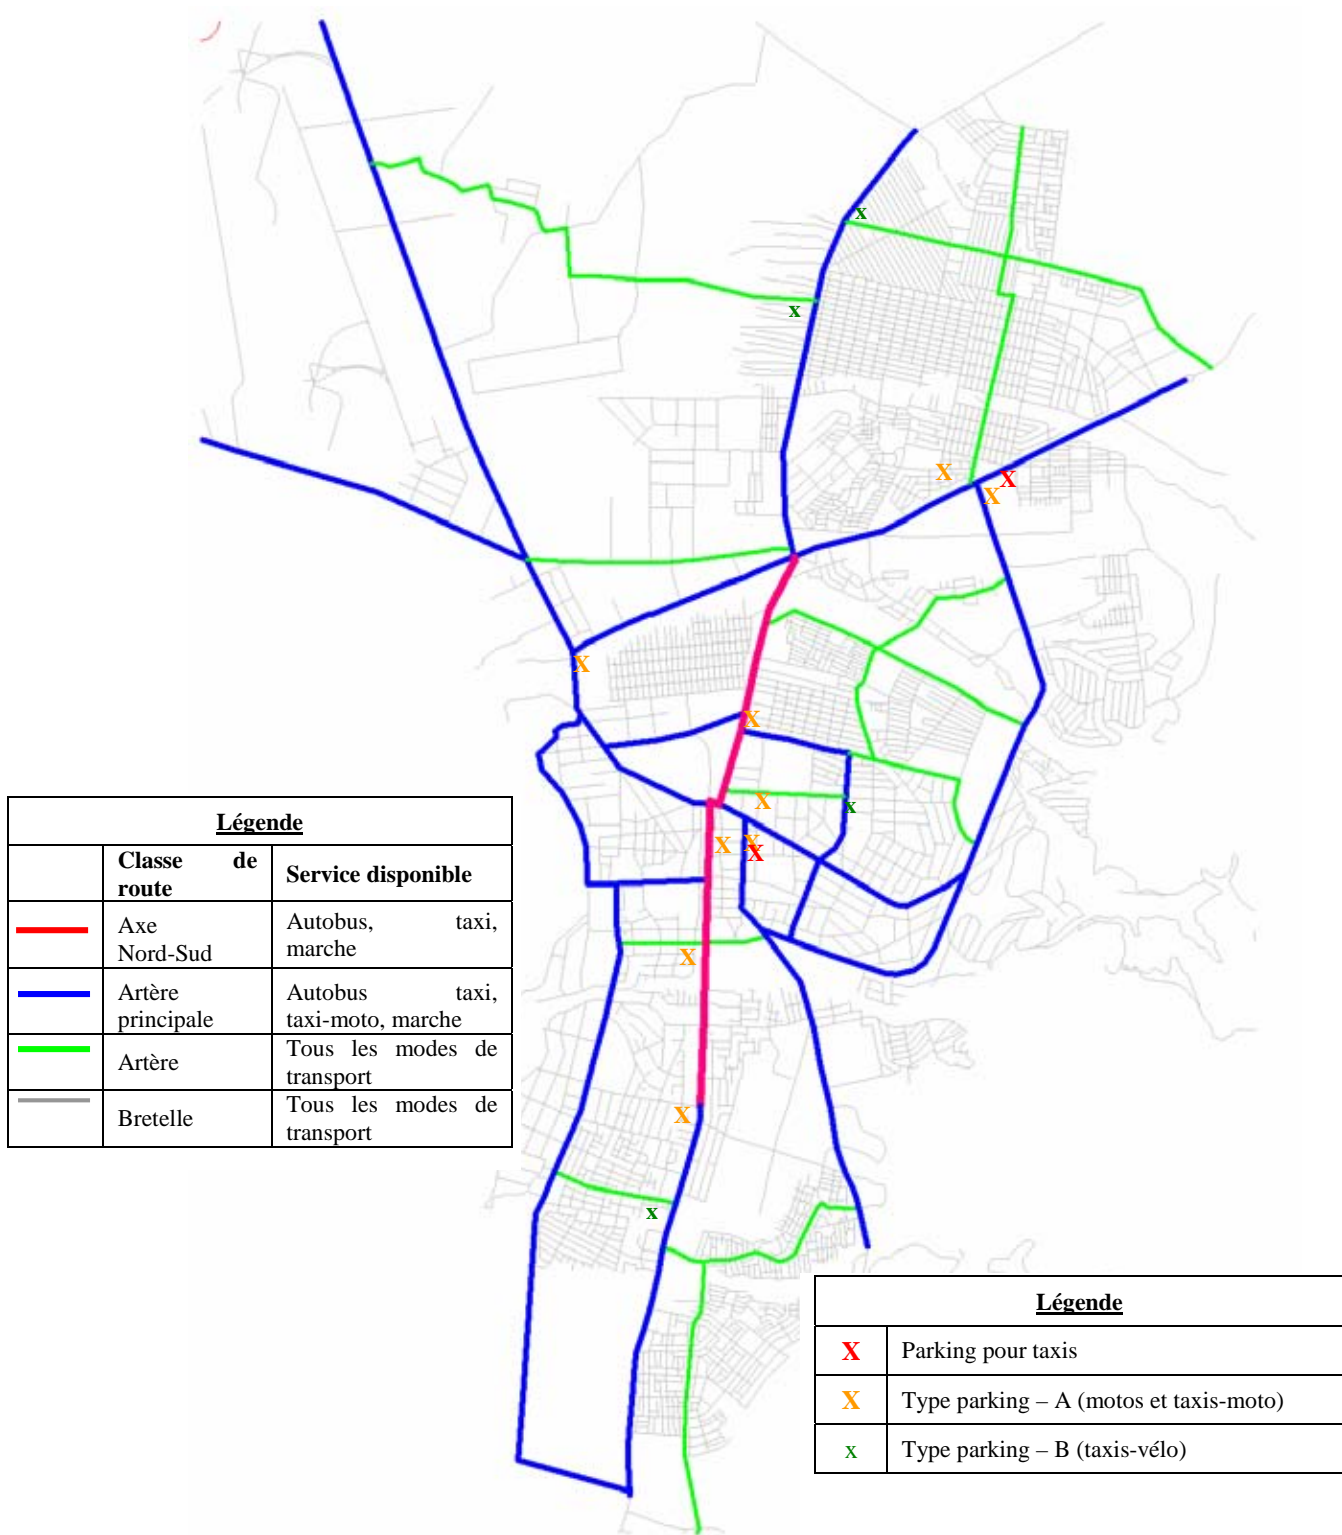 x
x
X
X
X
X
X
X
x
X
X
X
X
X
x
Légende
Classe de
route
Service disponible
Axe
Nord-Sud
Autobus, taxi,
marche
Artère
principale
Autobus taxi,
taxi-moto, marche
Artère
Tous les modes de
transport
Bretelle
Tous les modes de
transport
Légende
X Parking pour taxis
X Type parking – A (motos et taxis-moto)
x Type parking – B (taxis-vélo)